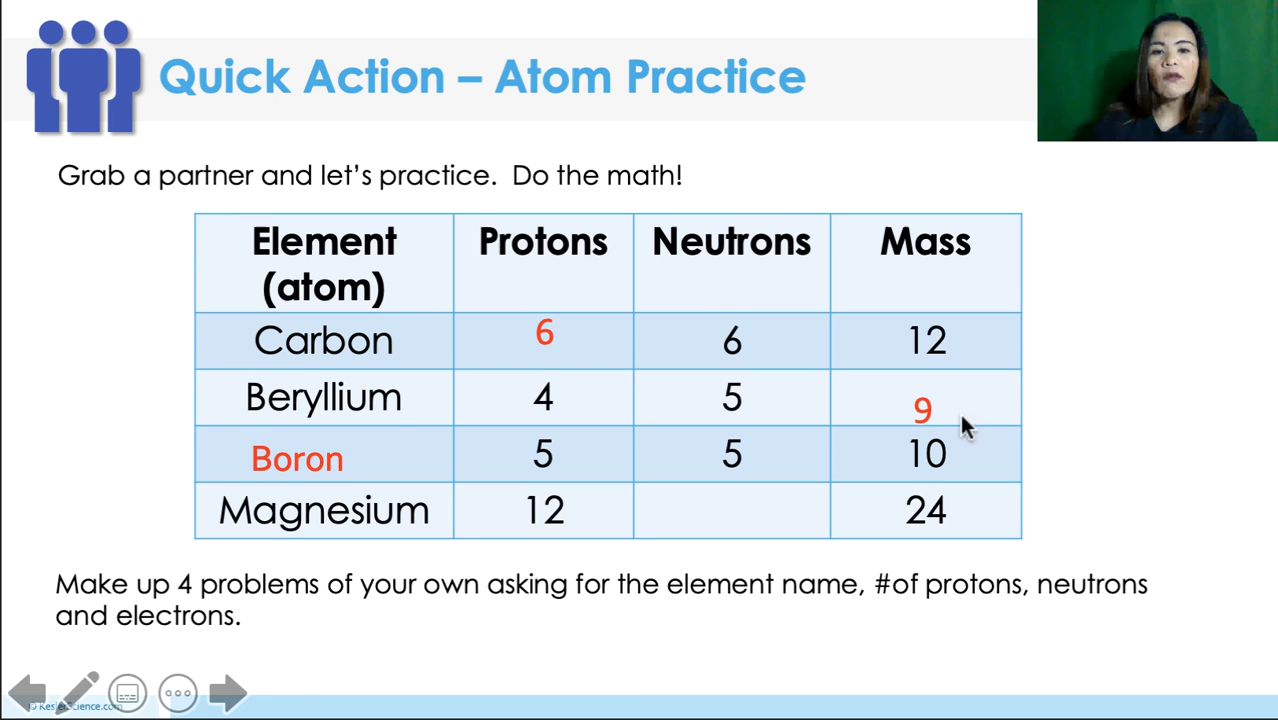 Quick Action – Atom Practice
Grab a partner and let's practice.  Do the math!
Element (atom) Protons Neutrons Mass
Carbon 6 6 12
Beryllium 4 5 9
Boron 5 5 10
Magnesium 12 24
Make up 4 problems of your own asking for the element name, #of protons, neutrons
and electrons.
© KeslerScience.com